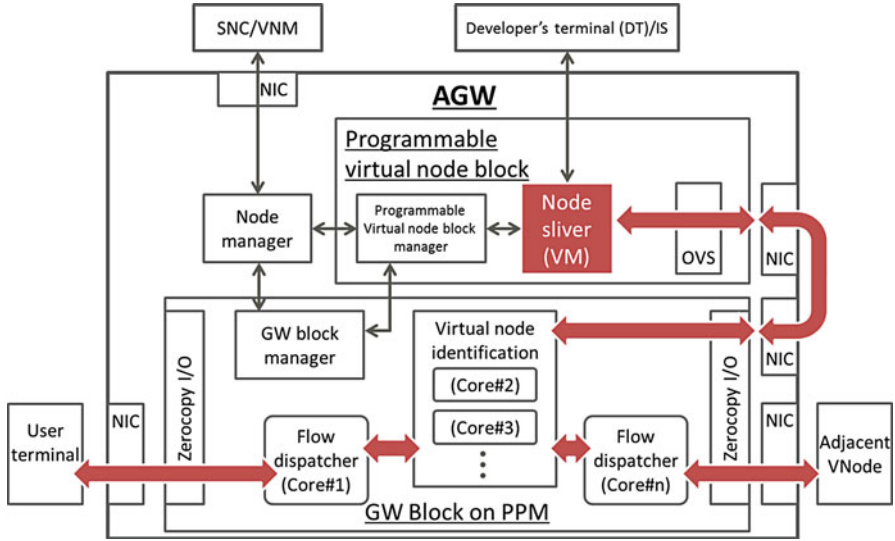 SNC/VNM
Developer's terminal (DT)/IS
NIC
AGW
Programmable
virtual node block
Node
manager
Programmable
Virtual node block
manager
Node
sliver
(VM)
OVS
NIC
GW block
manager
Virtual node
identification
(Core#2)
(Core#3)
Zerocopy I/O
Zerocopy I/O
NIC
User
terminal
NIC
Flow
dispatcher
(Core#1)
Flow
dispatcher
(Core#n)
NIC
Adjacent
VNode
GW Block on PPM